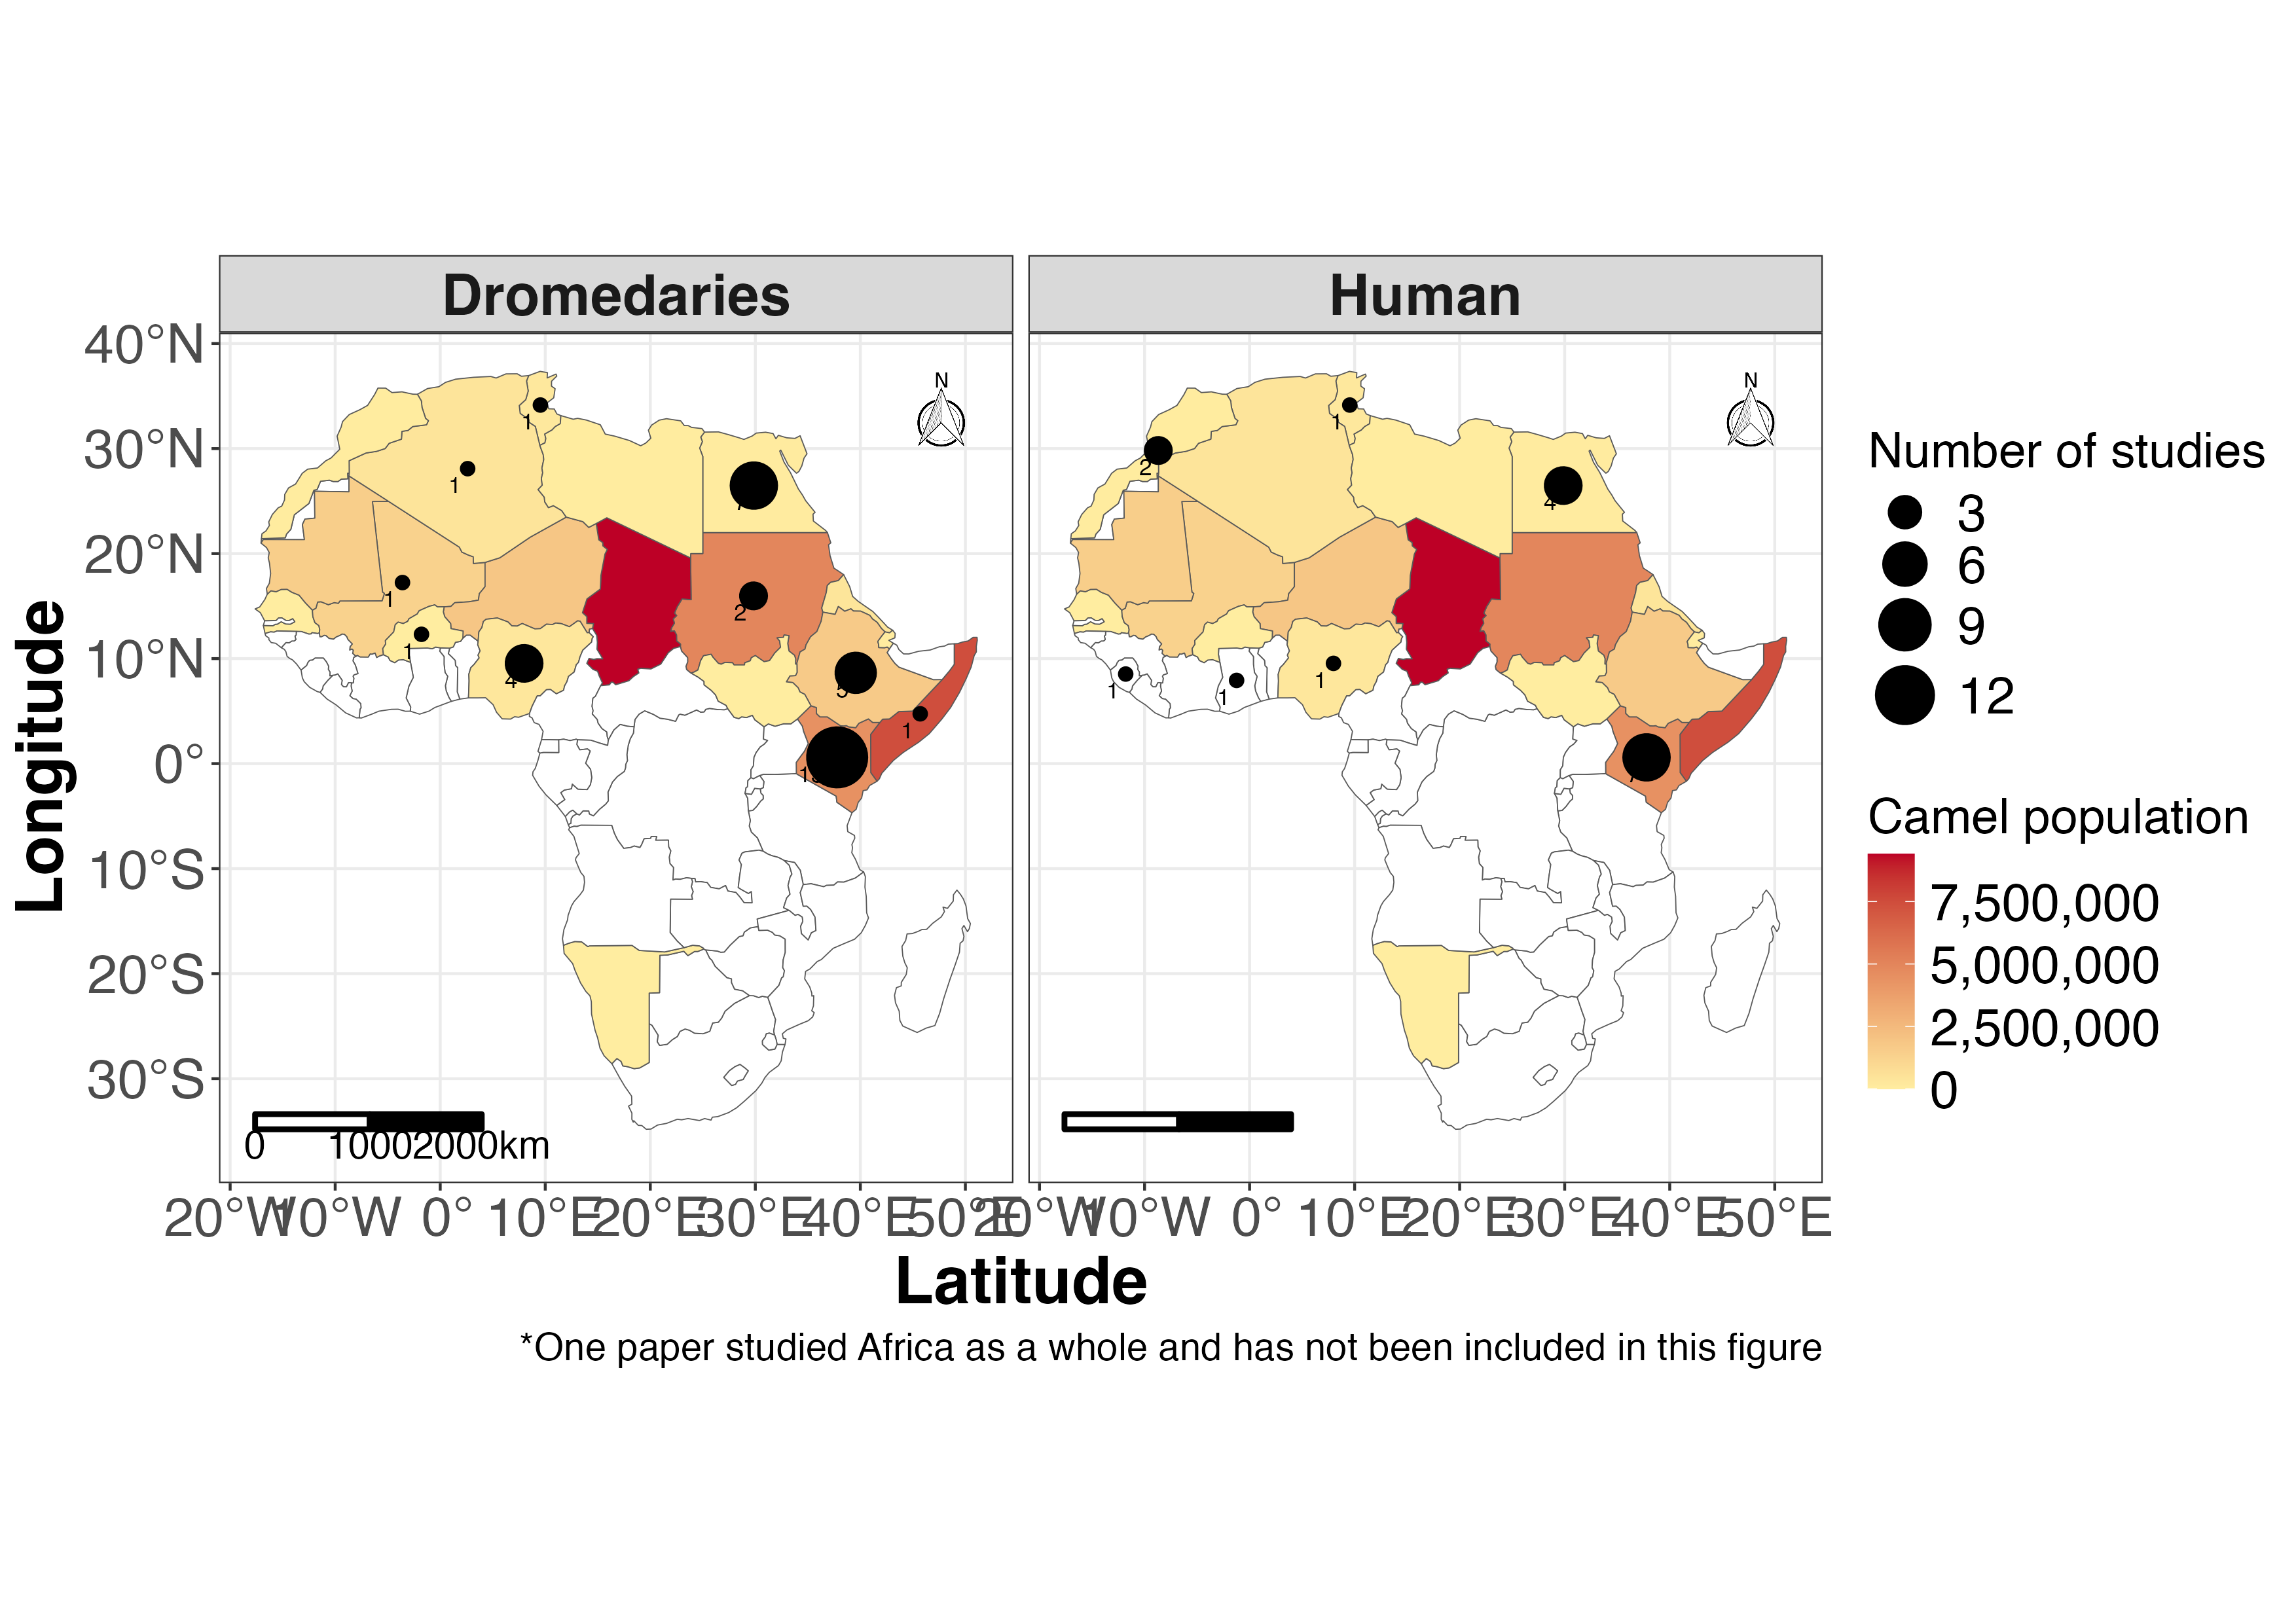 Dromedaries
Human
40°N
30°N
20°N
10°N
0°
10°S
20°S
30°S
Longitude
N
1
1
1
1
4
2
1
N
1
2
4
1
1
1
0 1000 2000km
20°W 10°W 0° 10°E 20°E 30°E 40°E 50°E
20°W 10°W 0° 10°E 20°E 30°E 40°E 50°E
Latitude
*One paper studied Africa as a whole and has not been included in this figure
Number of studies
3
6
9
12
Camel population
7,500,000
5,000,000
2,500,000
0